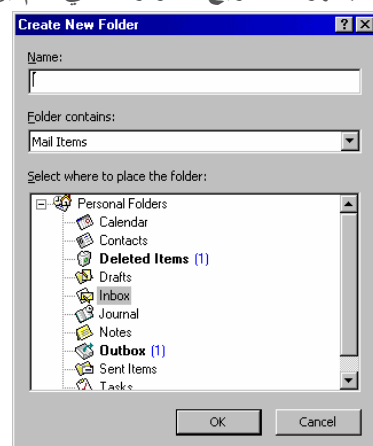 Create New Folder
Name:
Folder contains:
Mail Items
Select where to place the folder:
Personal Folders
Calendar
Contacts
Deleted Items (1)
Drafts
Inbox
Journal
Notes
Outbox (1)
Sent Items
Tasks
OK Cancel